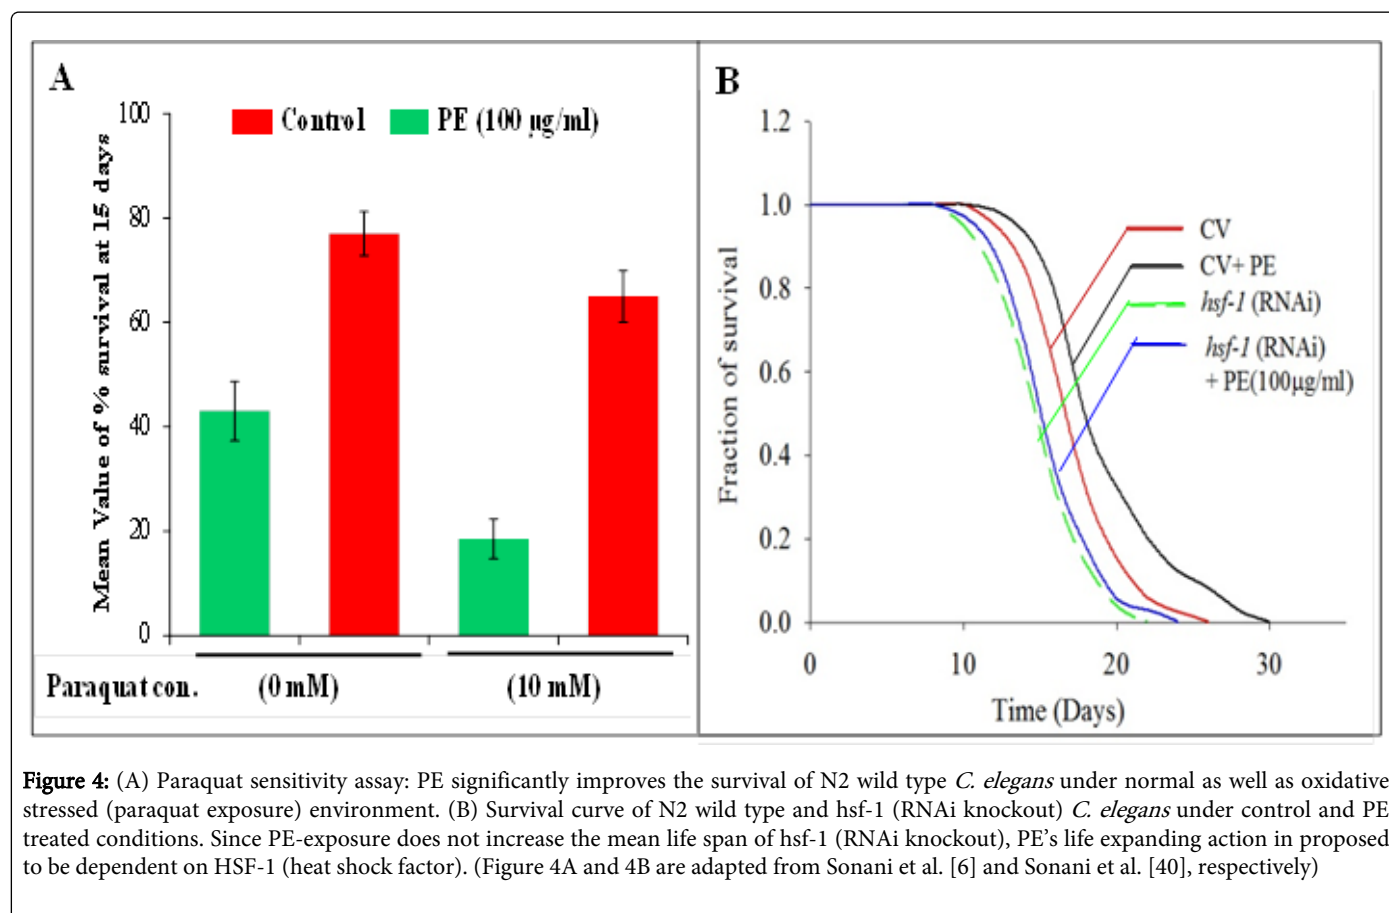 A
Mean Value of % survival at 15 days
100
80
60
40
20
0
Control
PE (100 µg/ml)
Paraquat con.
(0 mM)
(10 mM)
B
Fraction of survival
1.2
1.0
0.8
0.6
0.4
0.2
0.0
CV
CV+ PE
hsf-1 (RNAi)
hsf-1 (RNAi)
+ PE(100µg/ml)
0
10
20
30
Time (Days)
Figure 4: (A) Paraquat sensitivity assay: PE significantly improves the survival of N2 wild type C. elegans under normal as well as oxidative
stressed (paraquat exposure) environment. (B) Survival curve of N2 wild type and hsf-1 (RNAi knockout) C. elegans under control and PE
treated conditions. Since PE-exposure does not increase the mean life span of hsf-1 (RNAi knockout), PE’s life expanding action in proposed
to be dependent on HSF-1 (heat shock factor). (Figure 4A and 4B are adapted from Sonani et al. [6] and Sonani et al. [40], respectively)